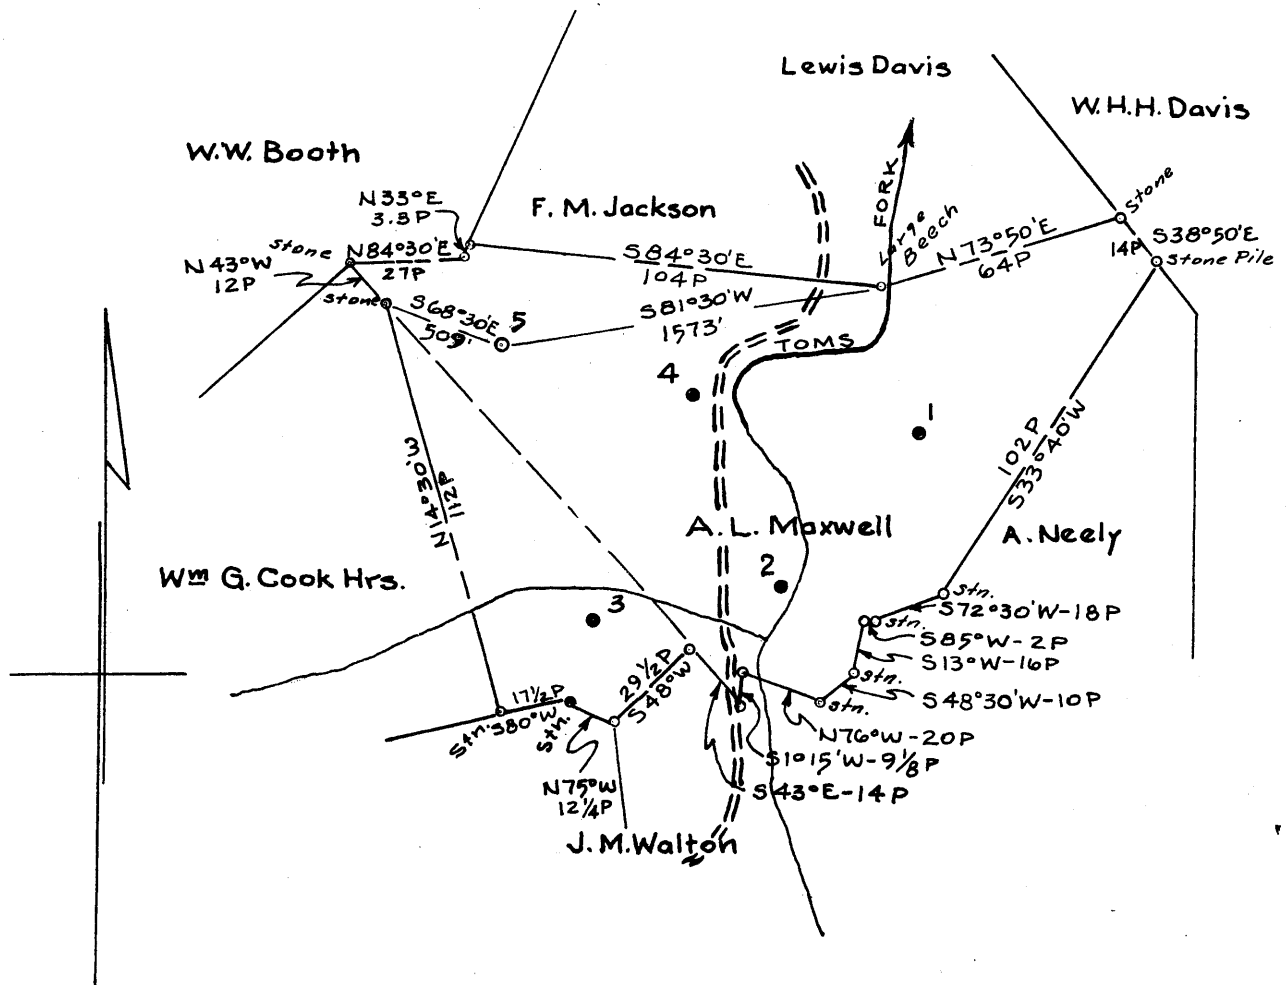 Lewis Davis
W.H.H. Davis
W.W. Booth
N33°E
3.3P
F. M. Jackson
FORK
Large
Beech
Stone
S38°50'E
14P
Stone Pile
N73°50'E
64P
stone
N84°30'E
27P
N43°W
12P
S84°30'E
104P
stone
S68°30'E
509'
5
S81°30'W
1573'
TOMS
4
1
102P
S33°40'W
N14°30'W
112P
A. L. Maxwell
A. Neely
Wm G. Cook Hrs.
2
3
Stn.
S72°30'W-18P
stn.
S85°W-2P
S13°W-16P
stn.
S48°30'W-10P
stn.
29½P
S48°W
17½P
S80°W
Stn.
Stn.
N76°W-20P
S1°15'W-9⅛P
S43°E-14P
N75°W
12¼P
J. M. Walton